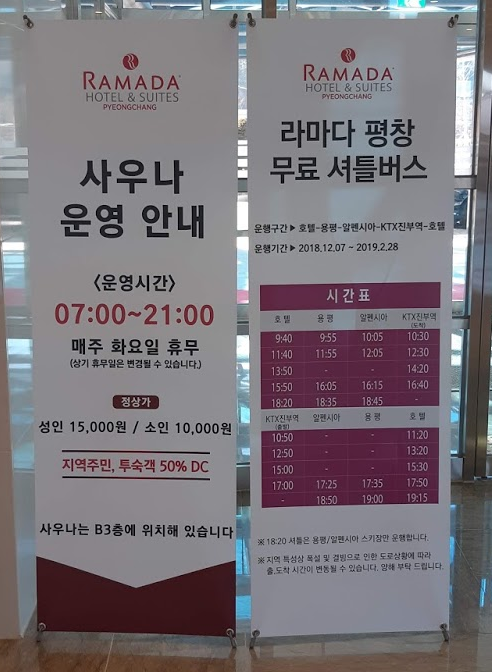 RAMADA
HOTEL & SUITES
PYEONGCHANG
사우나
운영 안내
<운영시간>
07:00~21:00
매주 화요일 휴무
(상기 휴무일은 변경될 수 있습니다.)
정상가
성인 15,000원 / 소인 10,000원
지역주민, 투숙객 50% DC
사우나는 B3층에 위치해 있습니다
RAMADA
HOTEL & SUITES
PYEONGCHANG
라마다 평창
무료 셔틀버스
운행구간 ▶ 호텔-용평-알펜시아-KTX진부역-호텔
운행기간 ▶ 2018.12.07 ~ 2019,2,28
시간표
호텔 용평 알펜시아 KTX진부역 (도착)
9:40 9:55 10:05 10:30
11:40 11:55 12:05 12:30
13:50 - - 14:20
15:50 16:05 16:15 16:40
18:20 18:35 18:45 -
KTX진부역 (출발) 알펜시아 용평 호텔
10:50 - - 11:20
12:50 - - 13:20
15:00 - - 15:30
17:00 17:25 17:35 17:50
- 18:50 19:00 19:15
※ 18:20 셔틀은 용평/알펜시아 스키장만 운행합니다.
※ 지역 특성상 폭설 및 결빙으로 인한 도로상황에 따라
출,도착 시간이 변동될 수 있습니다. 양해 부탁 드립니다.